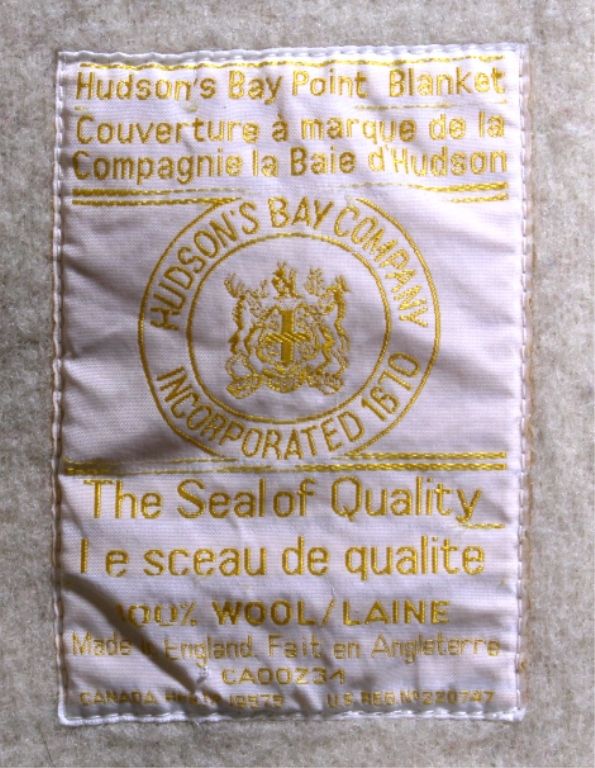 Hudson's Bay Point Blanket
Couverture à marque de la
Compagnie la Baie d'Hudson
HUDSON'S BAY COMPANY
INCORPORATED 1670
The Seal of Quality
Le sceau de qualite
100% WOOL/LAINE
Made in England. Fait en Angleterre
CA00234
CANADA U.S. REG Nº 220747